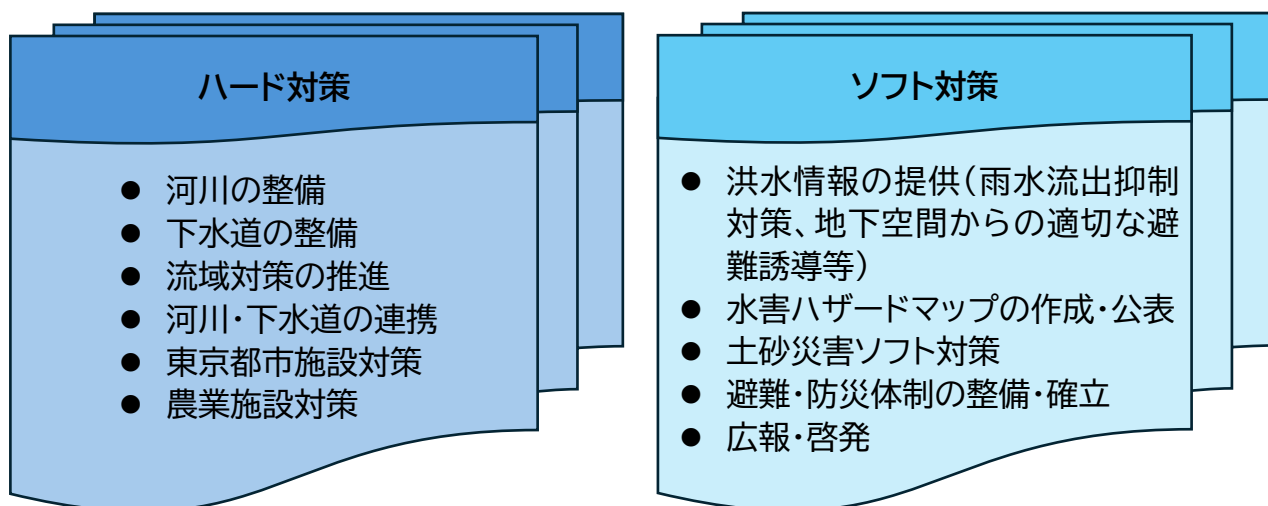 ハード対策
● 河川の整備
● 下水道の整備
● 流域対策の推進
● 河川・下水道の連携
● 東京都市施設対策
● 農業施設対策
ソフト対策
● 洪水情報の提供（雨水流出抑制
対策、地下空間からの適切な避
難誘導等）
● 水害ハザードマップの作成・公表
● 土砂災害ソフト対策
● 避難・防災体制の整備・確立
● 広報・啓発